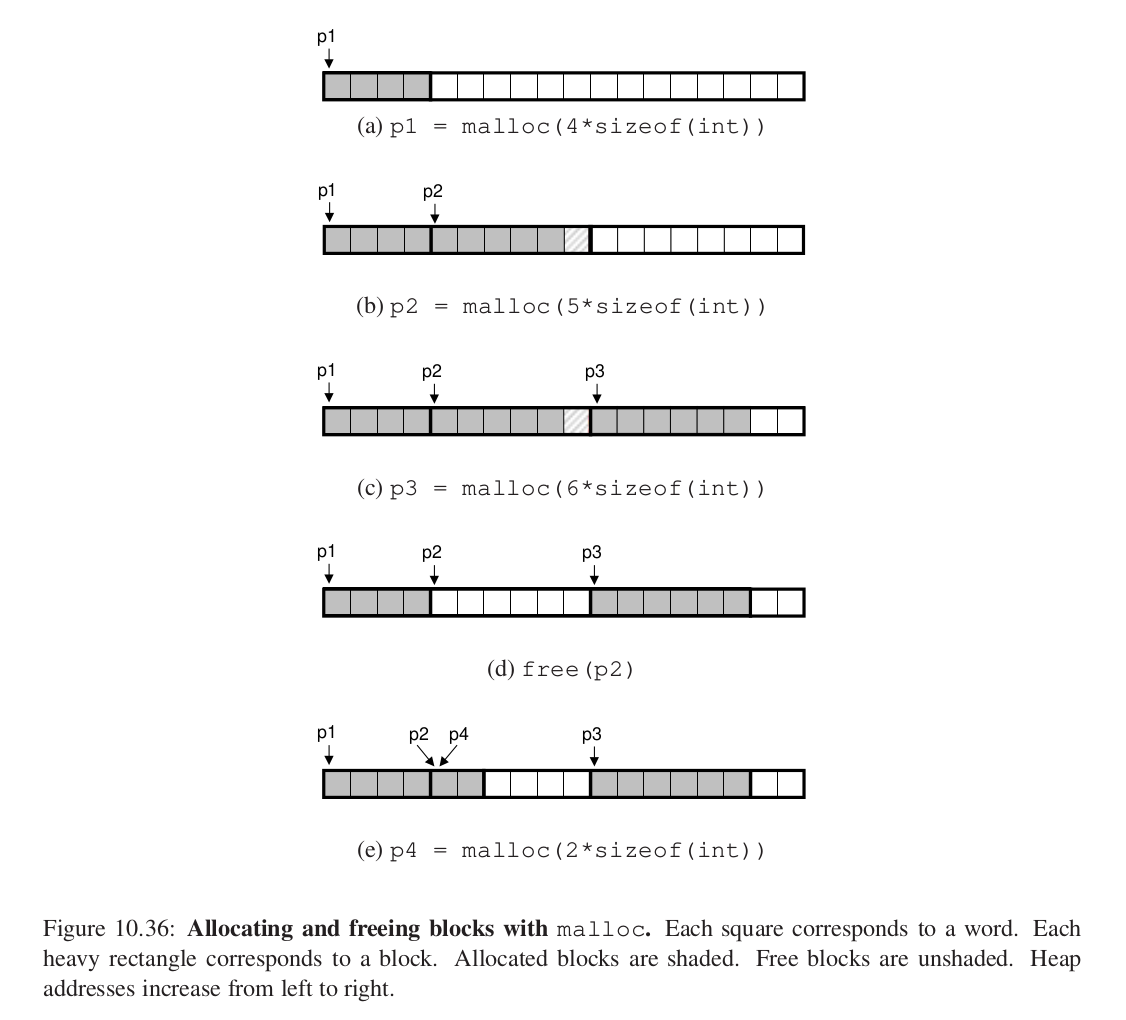 p1
(a) p1 = malloc(4*sizeof(int))
p1 p2
(b) p2 = malloc(5*sizeof(int))
p1 p2 p3
(c) p3 = malloc(6*sizeof(int))
p1 p2 p3
(d) free(p2)
p1 p2 p4 p3
(e) p4 = malloc(2*sizeof(int))
Figure 10.36: Allocating and freeing blocks with malloc. Each square corresponds to a word. Each
heavy rectangle corresponds to a block. Allocated blocks are shaded. Free blocks are unshaded. Heap
addresses increase from left to right.